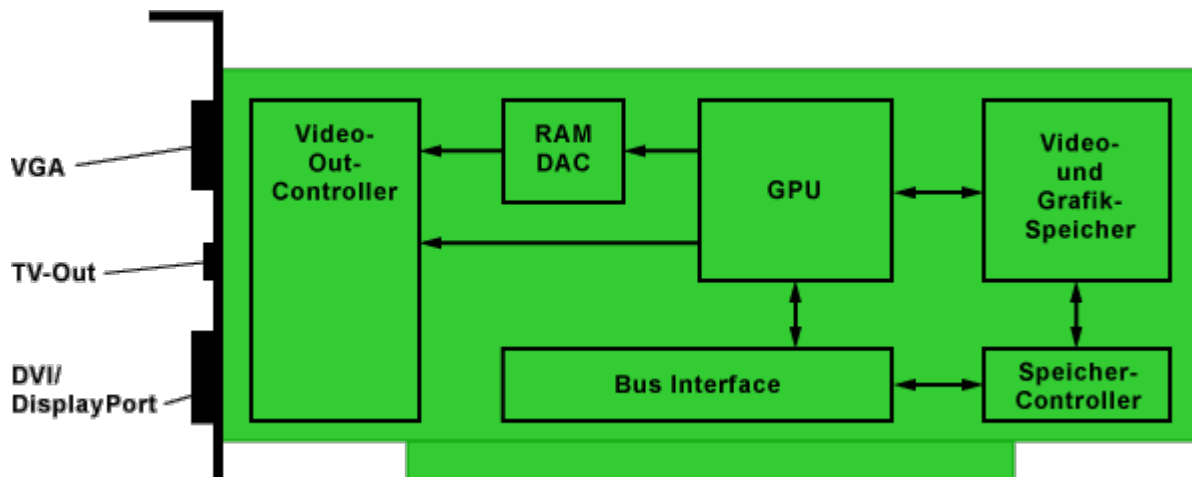 VGA
TV-Out
DVI/
DisplayPort
Video-
Out-
Controller
RAM
DAC
GPU
Video-
und
Grafik-
Speicher
Bus Interface
Speicher-
Controller